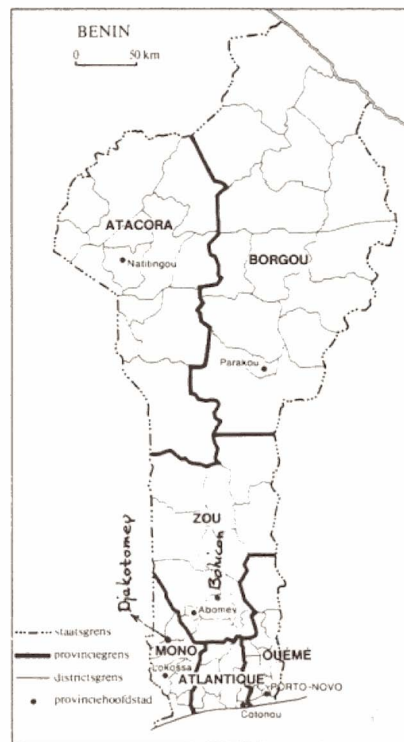 BENIN
0 50 km
ATACORA
Natitingou
BORGOU
Parakou
ZOU
Djakotomey
Bohicon
Abomey
MONO
OUÉMÉ
Lokossa
ATLANTIQUE
PORTO-NOVO
Cotonou
staatsgrens
provinciegrens
districtsgrens
provinciehoofdstad